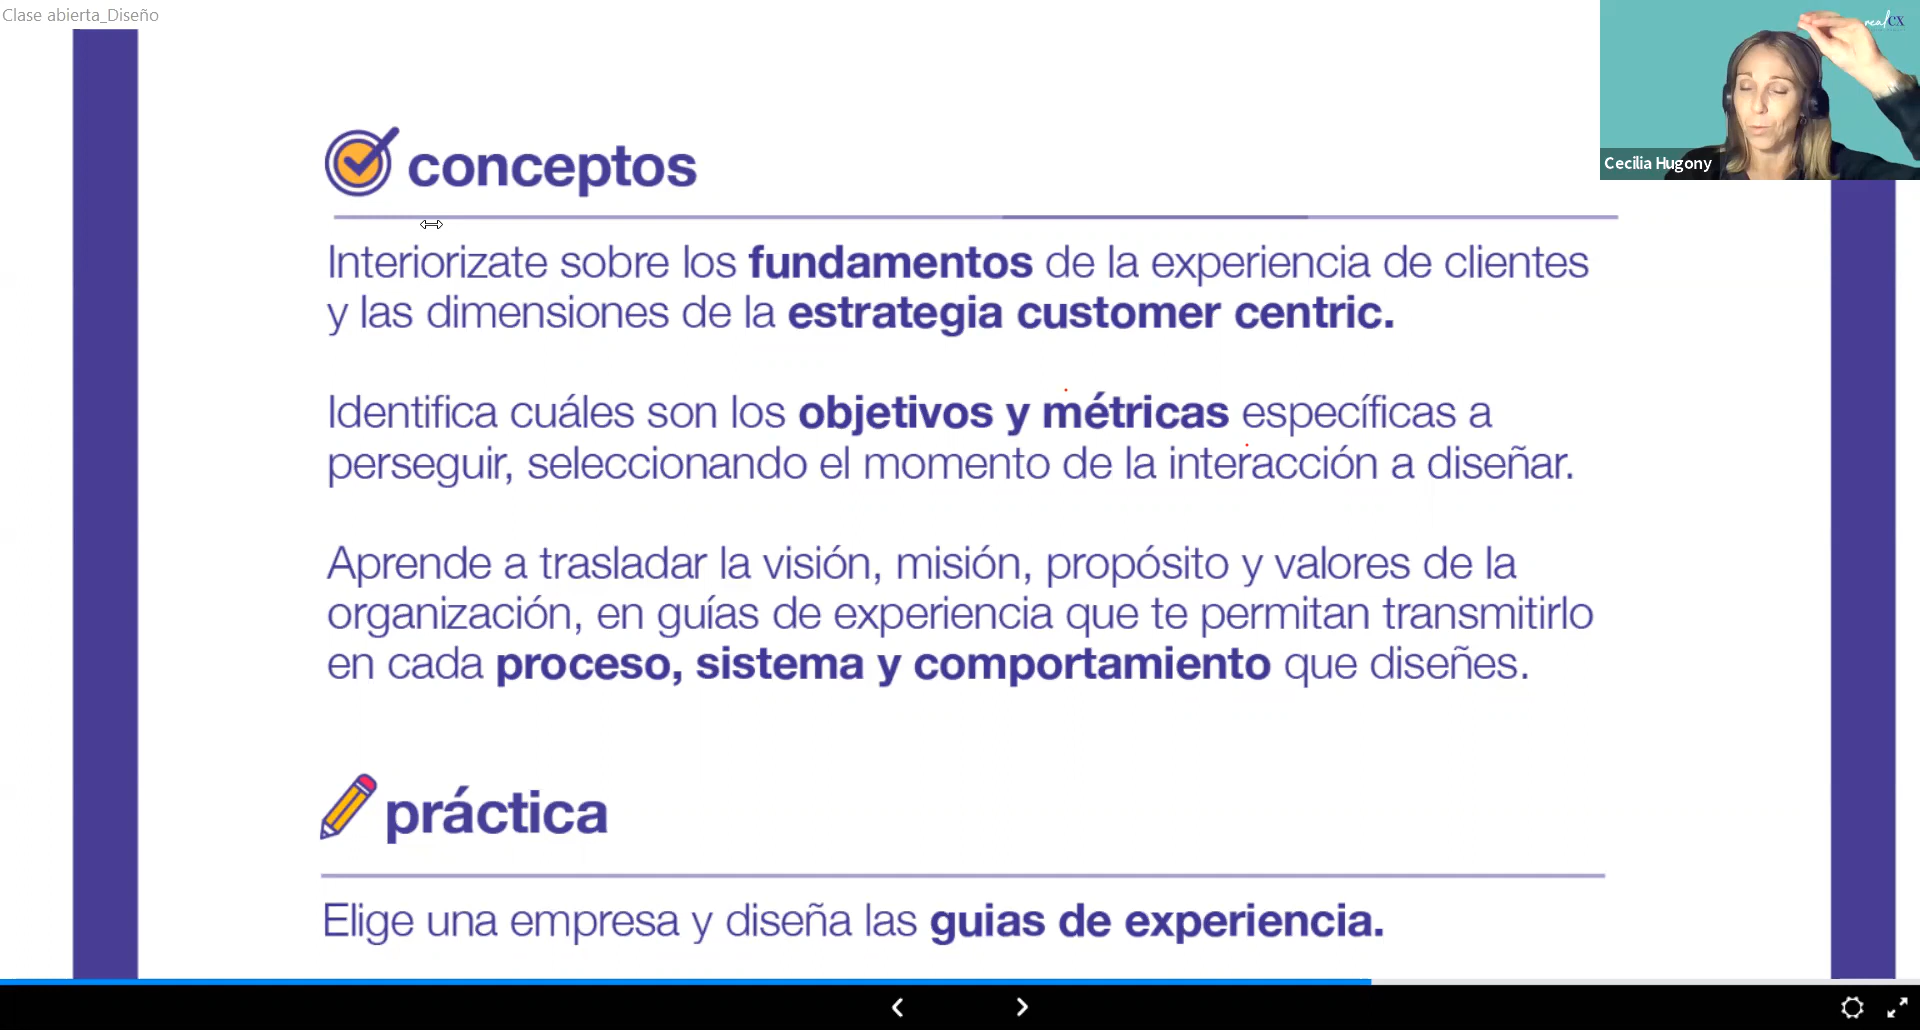 Clase abierta_Diseño
realcx
Cecilia Hugony
conceptos
Interiorizate sobre los fundamentos de la experiencia de clientes
y las dimensiones de la estrategia customer centric.
Identifica cuáles son los objetivos y métricas específicas a
perseguir, seleccionando el momento de la interacción a diseñar.
Aprende a trasladar la visión, misión, propósito y valores de la
organización, en guías de experiencia que te permitan transmitirlo
en cada proceso, sistema y comportamiento que diseñes.
práctica
Elige una empresa y diseña las guias de experiencia.